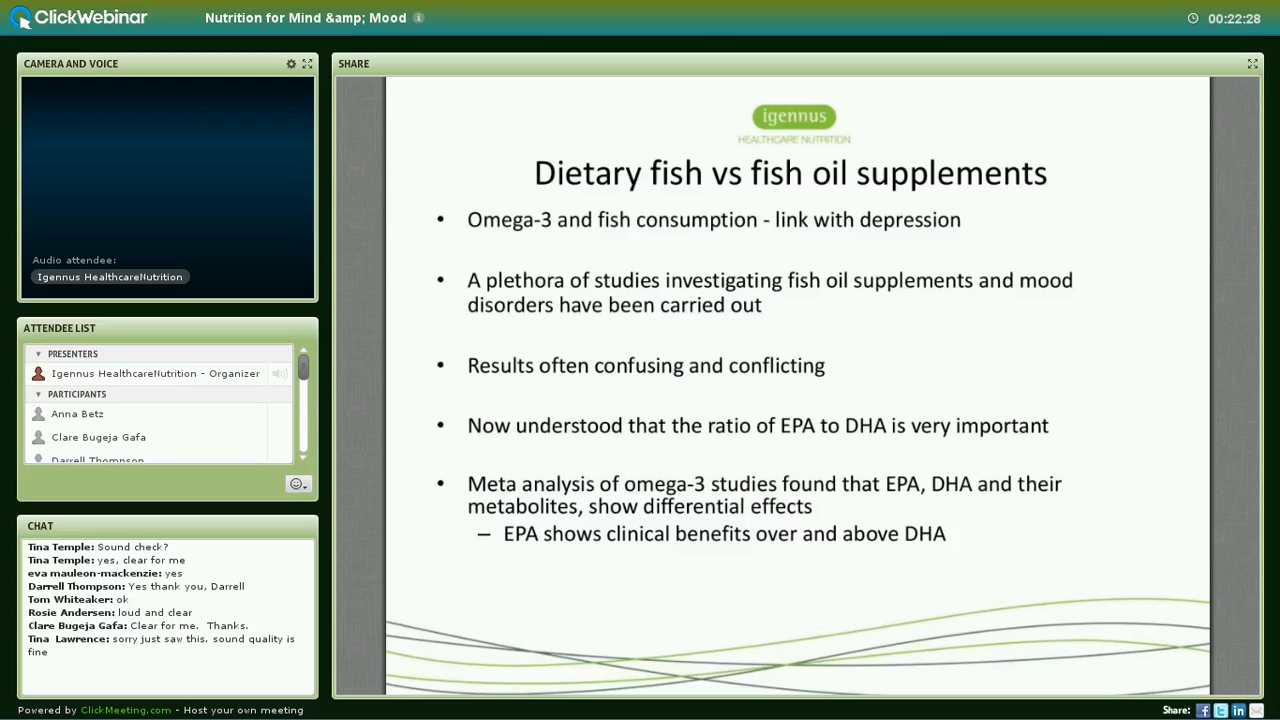 ClickWebinar
Nutrition for Mind &amp; Mood
00:22:28
CAMERA AND VOICE
Audio attendee:
Igennus HealthcareNutrition
ATTENDEE LIST
PRESENTERS
Igennus HealthcareNutrition - Organizer
PARTICIPANTS
Anna Betz
Clare Bugeja Gafa
Darrell Thompson
CHAT
Tina Temple: Sound check?
Tina Temple: yes, clear for me
eva mauleon-mackenzie: yes
Darrell Thompson: Yes thank you, Darrell
Tom Whiteaker: ok
Rosie Andersen: loud and clear
Clare Bugeja Gafa: Clear for me. Thanks.
Tina Lawrence: sorry just saw this, sound quality is
fine
SHARE
igennus
HEALTHCARE NUTRITION
Dietary fish vs fish oil supplements
• Omega-3 and fish consumption - link with depression
• A plethora of studies investigating fish oil supplements and mood
disorders have been carried out
• Results often confusing and conflicting
• Now understood that the ratio of EPA to DHA is very important
• Meta analysis of omega-3 studies found that EPA, DHA and their
metabolites, show differential effects
– EPA shows clinical benefits over and above DHA
Powered by ClickMeeting.com - Host your own meeting
Share: